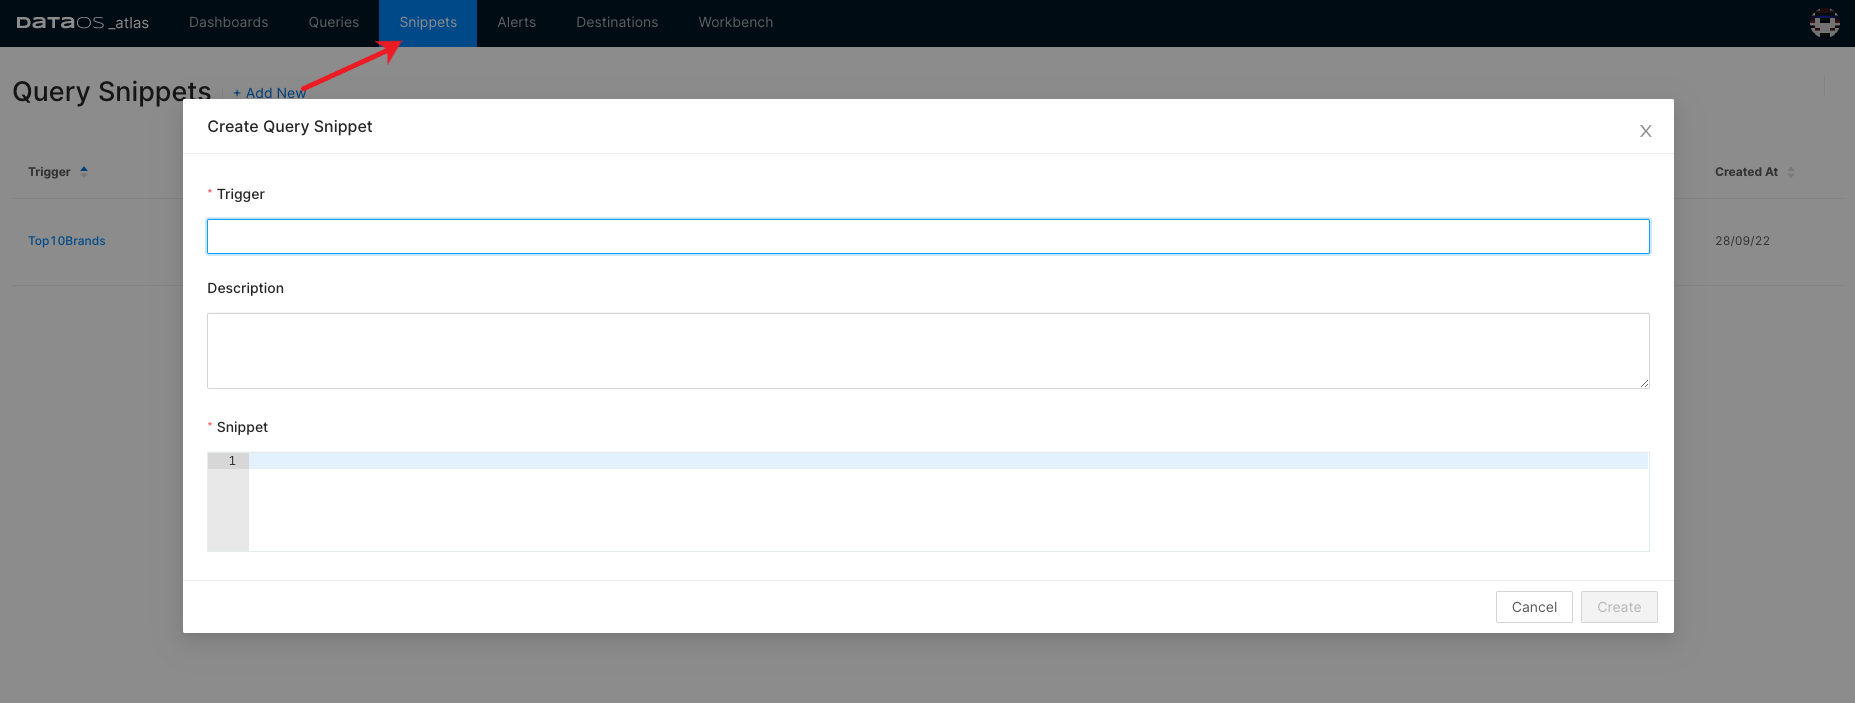 DATAOS _atlas Dashboards Queries Snippets Alerts Destinations Workbench
Query Snippets + Add New
Create Query Snippet
Trigger Created At
* Trigger
Top10Brands 28/09/22
Description
* Snippet
1
Cancel Create